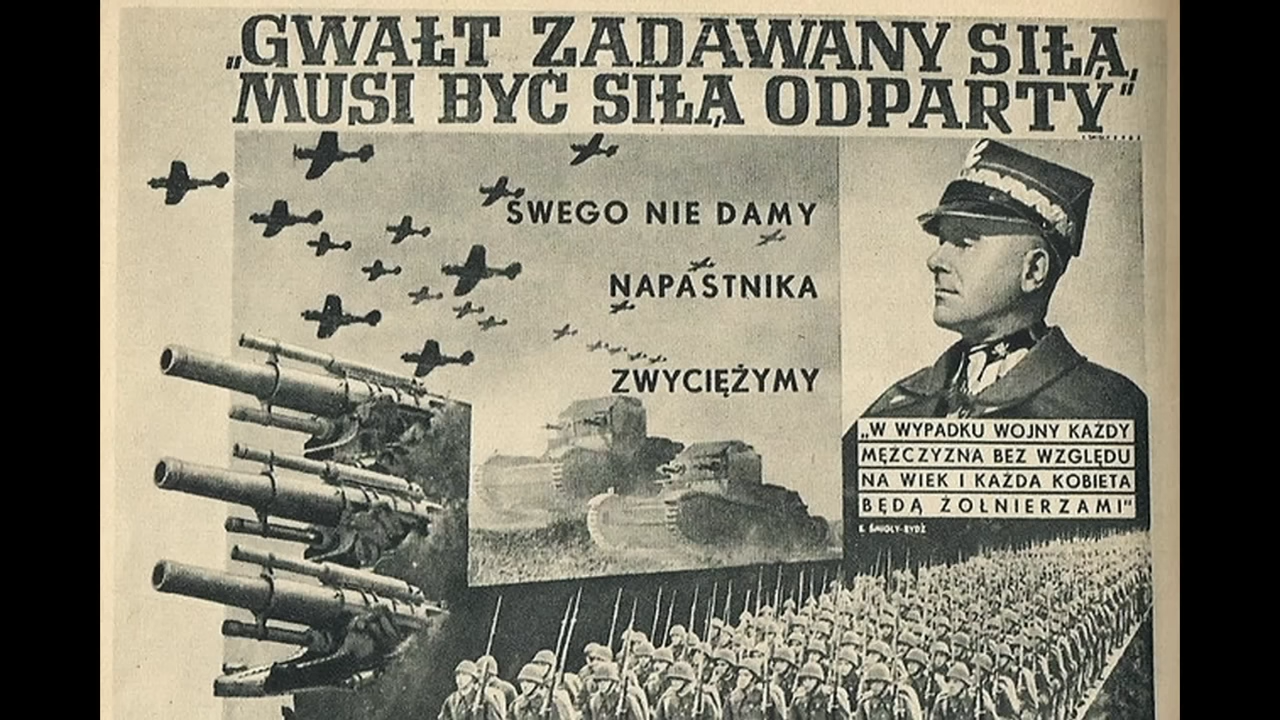 „GWAŁT ZADAWANY SIŁĄ,
MUSI BYĆ SIŁĄ ODPARTY"
SWEGO NIE DAMY
NAPASTNIKA
ZWYCIĘŻYMY
„W WYPADKU WOJNY KAŻDY
MĘŻCZYZNA BEZ WZGLĘDU
NA WIEK I KAŻDA KOBIETA
BĘDĄ ŻOŁNIERZAMI"
E. ŚMIGŁY-RYDZ